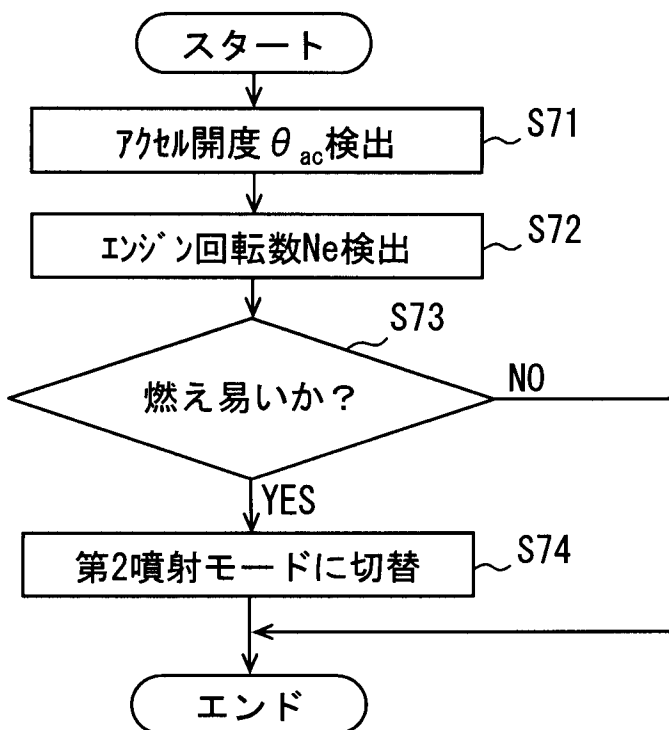 スタート
アクセル開度θac検出
S71
エンジン回転数Ne検出
S72
S73
燃え易いか？
NO
YES
第2噴射モードに切替
S74
エンド